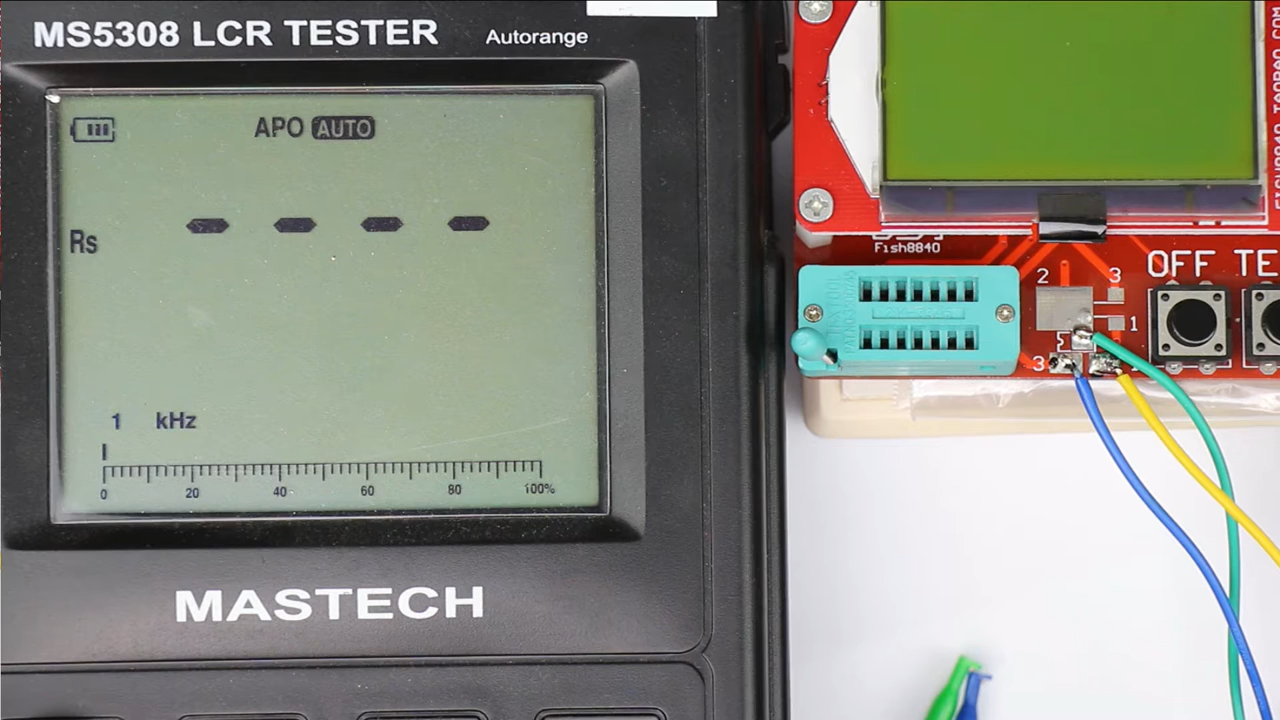 MS5308 LCR TESTER Autorange
APO AUTO
Rs
- - - -
1 kHz
0 20 40 60 80 100%
MASTECH
Fish8840
2 3
1
3
OFF TE